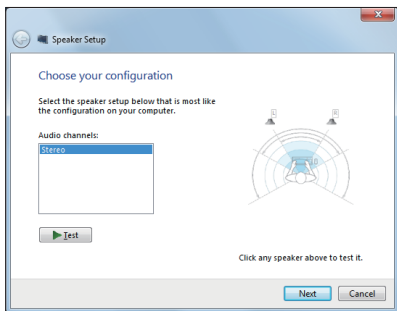 Speaker Setup
Choose your configuration
Select the speaker setup below that is most like
the configuration on your computer.
Audio channels:
Stereo
L
R
Test
Click any speaker above to test it.
Next
Cancel